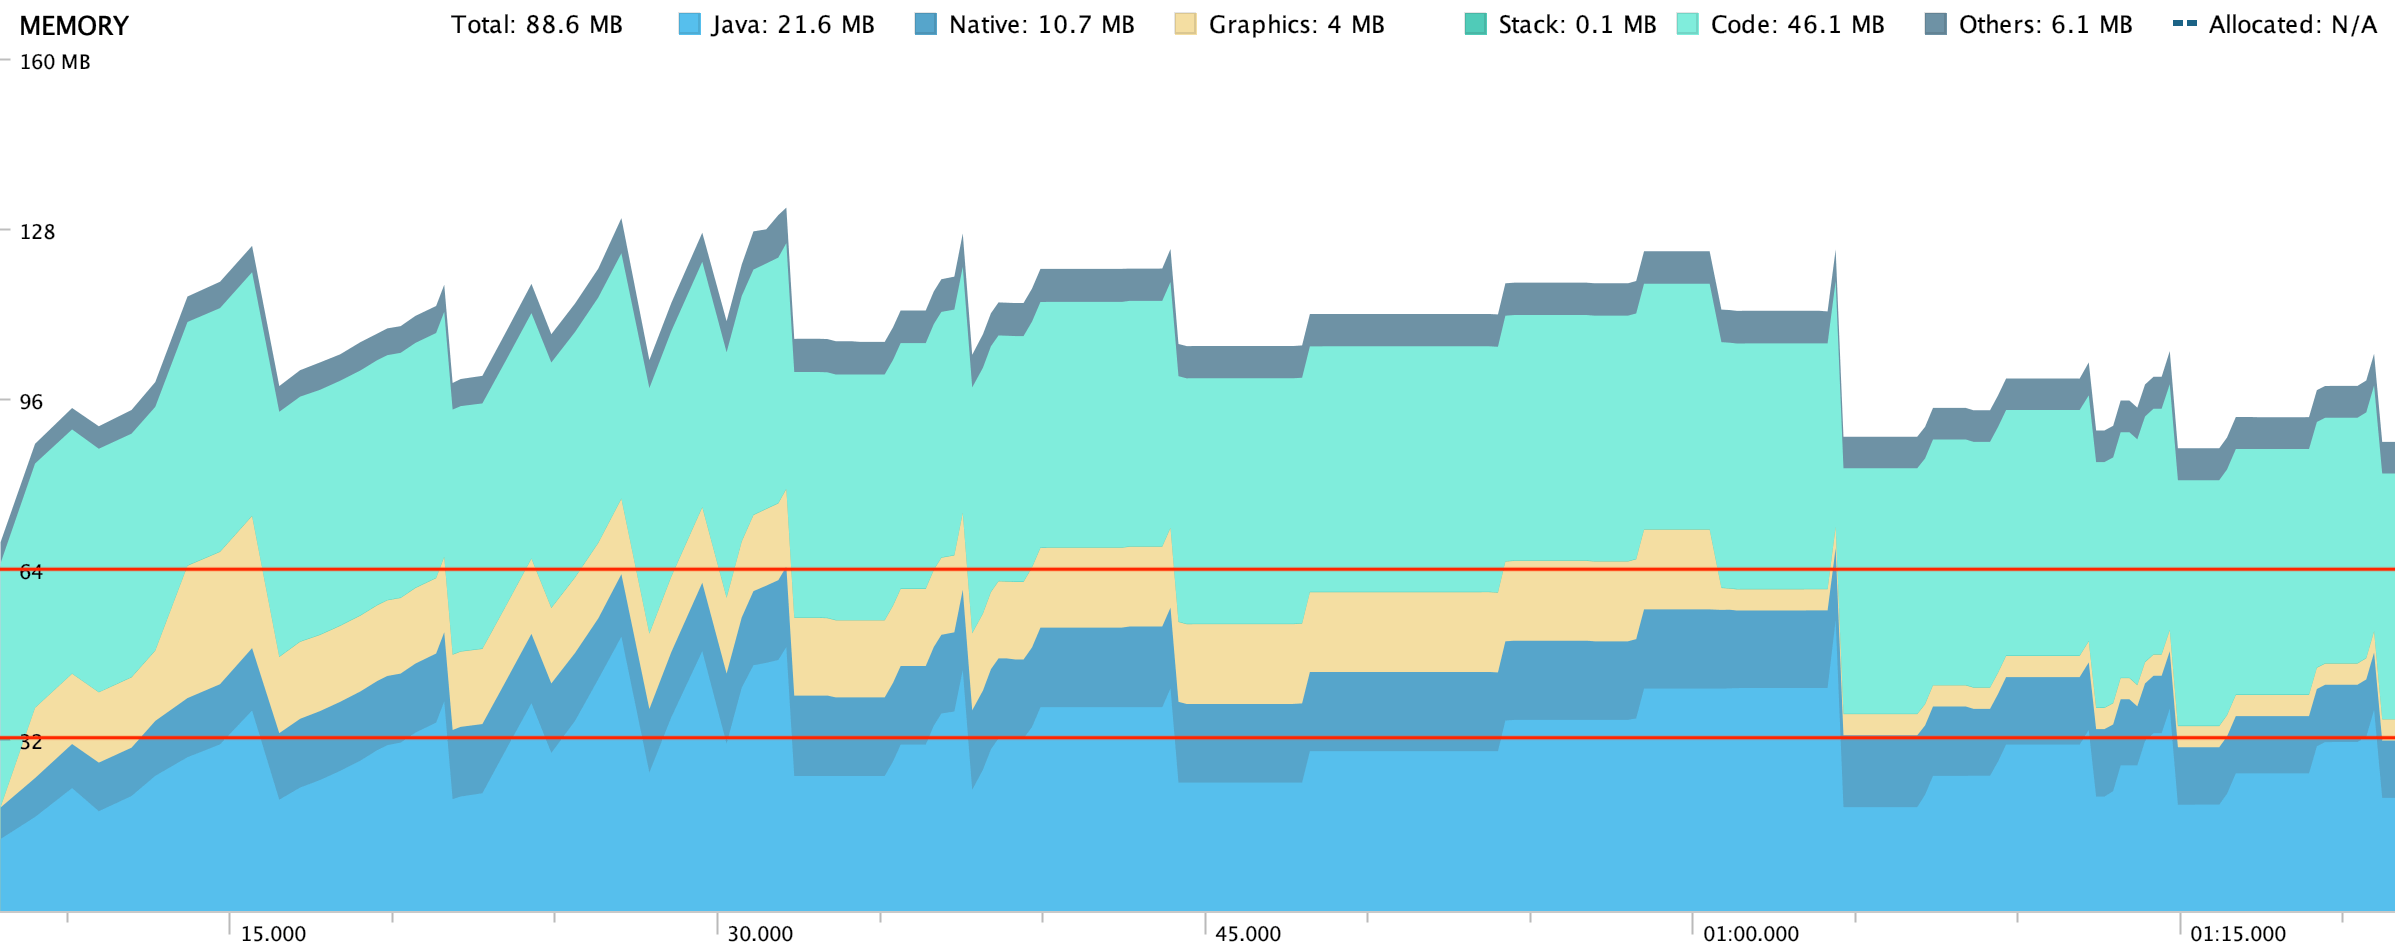 MEMORY Total: 88.6 MB Java: 21.6 MB Native: 10.7 MB Graphics: 4 MB Stack: 0.1 MB Code: 46.1 MB Others: 6.1 MB Allocated: N/A
160 MB
128
96
64
32
15.000 30.000 45.000 01:00.000 01:15.000